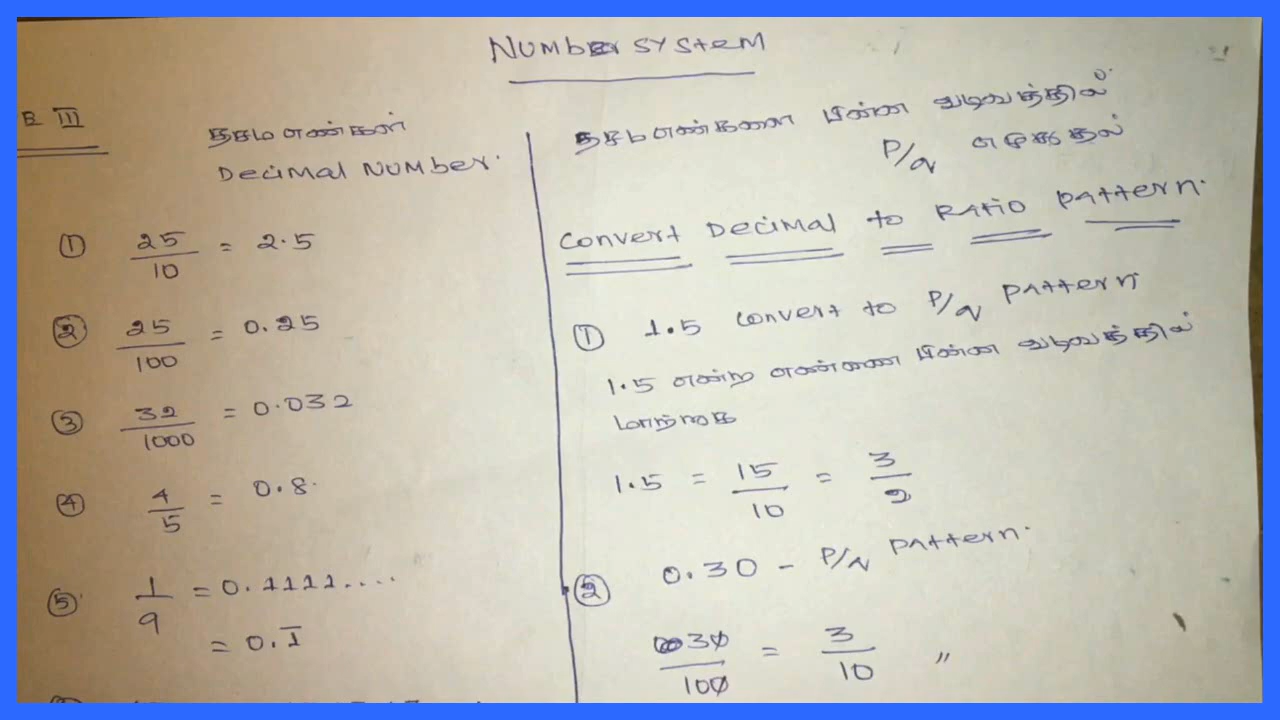 NUMBER SYSTEM
III
தசம எண்கள்
DECIMAL NUMBER.
① 25/10 = 2.5
② 25/100 = 0.25
③ 32/1000 = 0.032
④ 4/5 = 0.8.
⑤ 1/9 = 0.1111....
= 0.1̅
தசம எண்களை பின்ன வடிவத்தில்
P/q எழுதுதல்
Convert Decimal to Ratio pattern.
① 1.5 convert to P/q pattern
1.5 என்ற எண்ணை பின்ன வடிவத்தில்
மாற்றுக
1.5 = 15/10 = 3/2
② 0.30 - P/q pattern.
30/100 = 3/10 〃